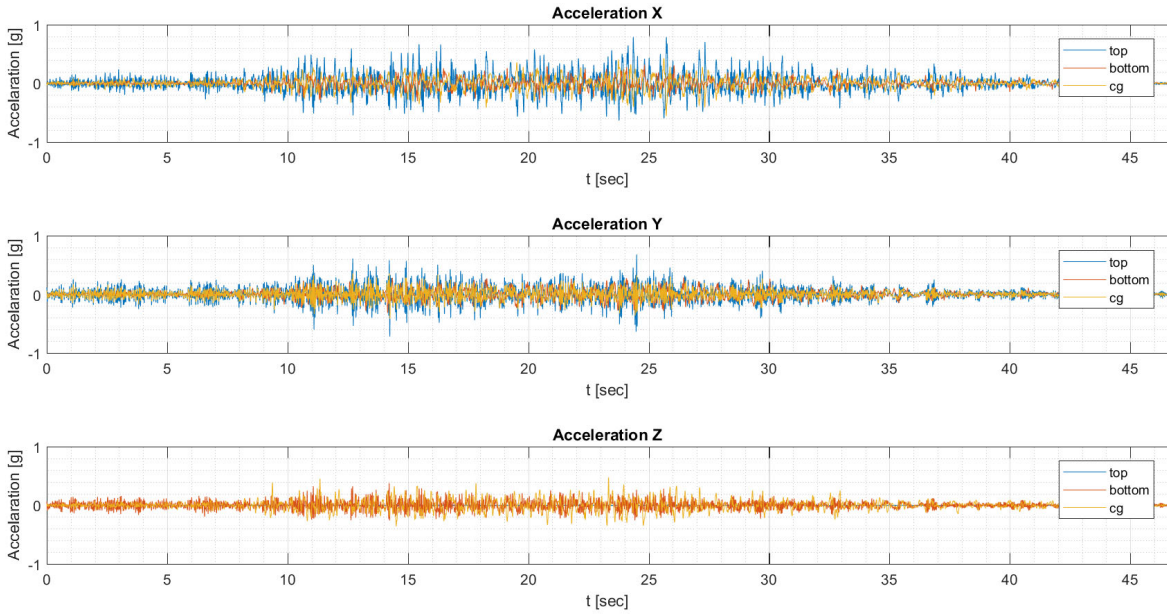 Acceleration X
Accelaration [g]
1
0
-1
top
bottom
cg
0 5 10 15 20 25 30 35 40 45
t [sec]
Acceleration Y
Accelaration [g]
1
0
-1
top
bottom
cg
0 5 10 15 20 25 30 35 40 45
t [sec]
Acceleration Z
Accelaration [g]
1
0
-1
top
bottom
cg
0 5 10 15 20 25 30 35 40 45
t [sec]